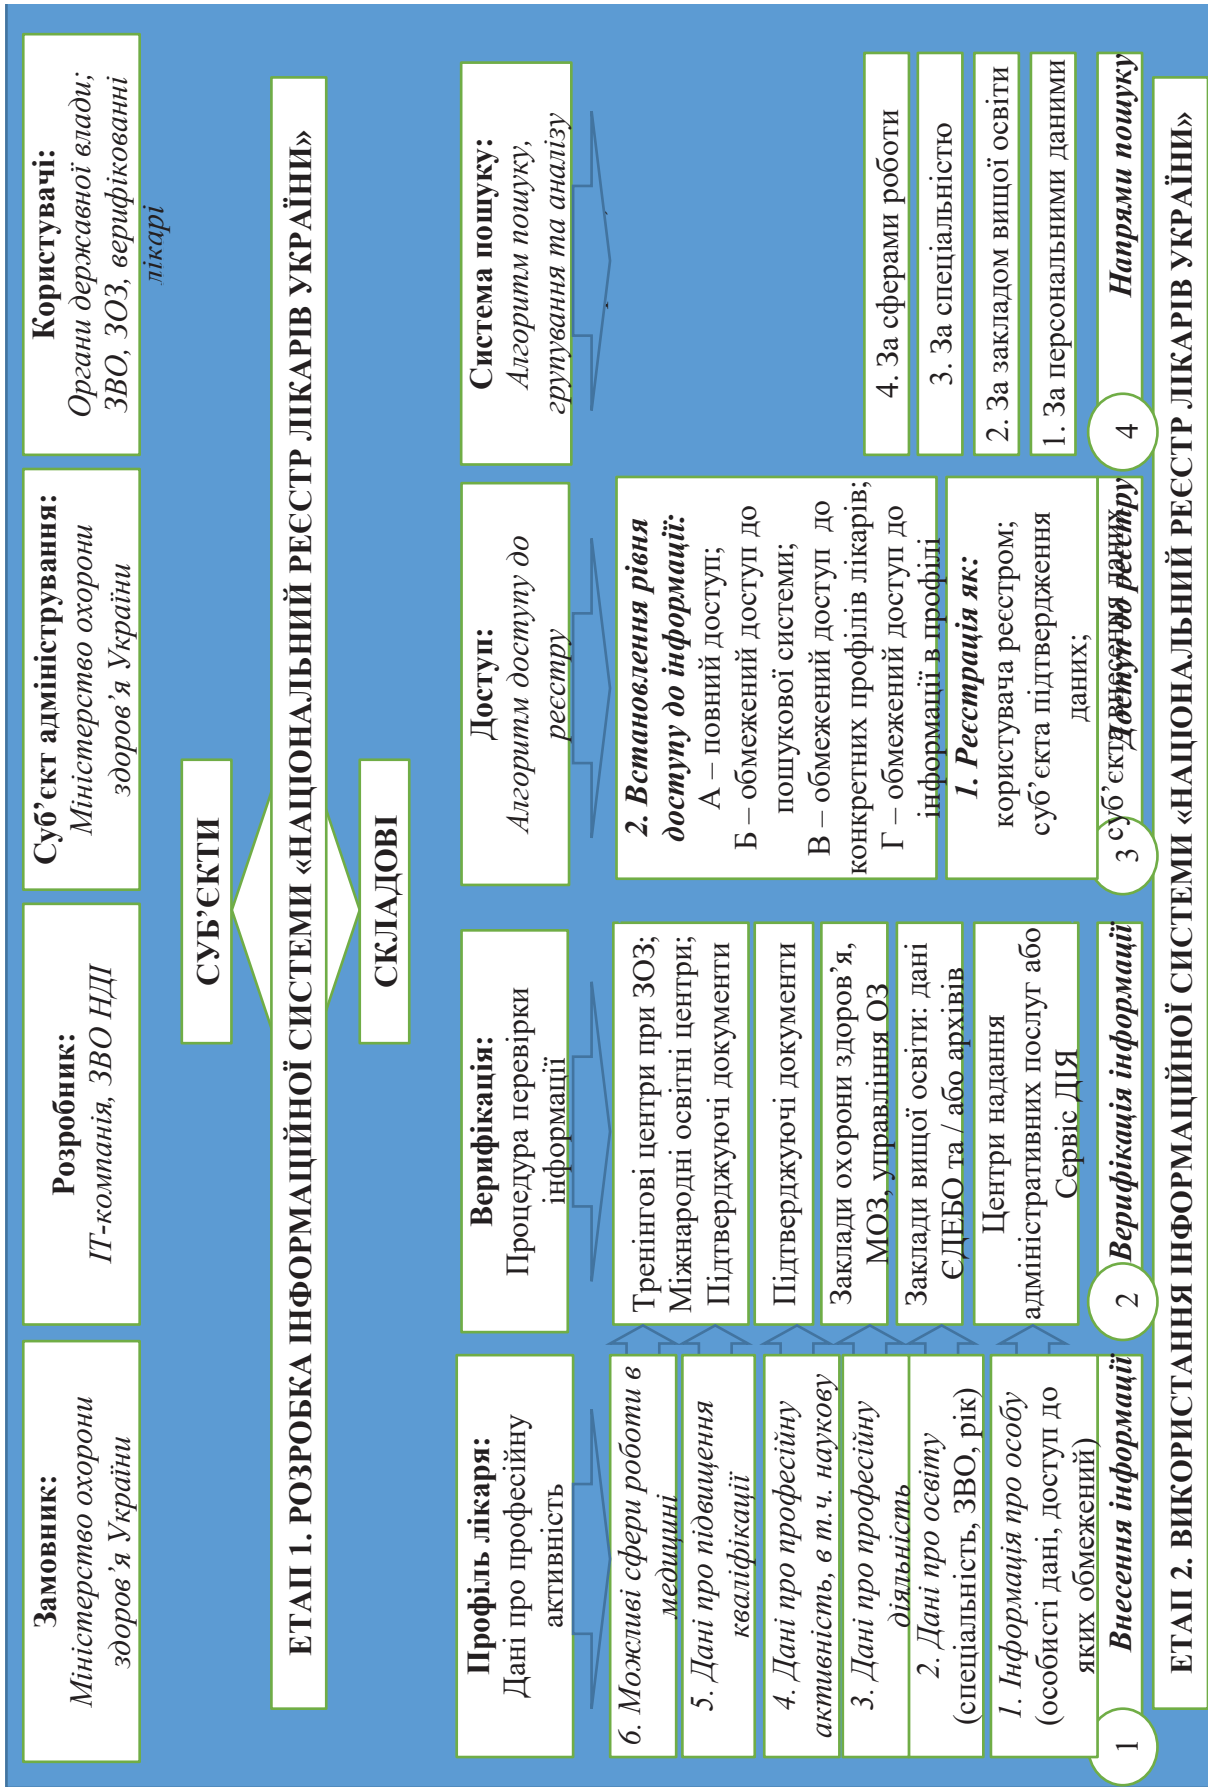 Замовник:
Міністерство охорони
здоров'я України
Розробник:
ІТ-компанія, ЗВО НДІ
Суб'єкт адміністрування:
Міністерство охорони
здоров'я України
Користувачі:
Органи державної влади;
ЗВО, ЗОЗ, верифікованні
лікарі
СУБ'ЄКТИ
ЕТАП 1. РОЗРОБКА ІНФОРМАЦІЙНОЇ СИСТЕМИ «НАЦІОНАЛЬНИЙ РЕЄСТР ЛІКАРІВ УКРАЇНИ»
СКЛАДОВІ
Профіль лікаря:
Дані про професійну
активність
Верифікація:
Процедура перевірки
інформації
Доступ:
Алгоритм доступу до
реєстру
Система пошуку:
Алгоритм пошуку,
групування та аналізу
6. Можливі сфери роботи в
медицині
5. Дані про підвищення
кваліфікації
4. Дані про професійну
активність, в т. ч. наукову
3. Дані про професійну
діяльність
2. Дані про освіту
(спеціальність, ЗВО, рік)
1. Інформація про особу
(особисті дані, доступ до
яких обмежений)
1
Внесення інформації
Тренінгові центри при ЗОЗ;
Міжнародні освітні центри;
Підтверджуючі документи
Підтверджуючі документи
Заклади охорони здоров'я,
МОЗ, управління ОЗ
Заклади вищої освіти: дані
ЄДЕБО та / або архівів
Центри надання
адміністративних послуг або
Сервіс ДІЯ
2
Верифікація інформації
2. Встановлення рівня
доступу до інформації:
А – повний доступ;
Б – обмежений доступ до
пошукової системи;
В – обмежений доступ до
конкретних профілів лікарів;
Г – обмежений доступ до
інформації в профілі
1. Реєстрація як:
користувача реєстром;
суб'єкта підтвердження
даних;
суб'єкта внесення даних
3
Доступ до реєстру
4. За сферами роботи
3. За спеціальністю
2. За закладом вищої освіти
1. За персональними даними
4
Напрями пошуку
ЕТАП 2. ВИКОРИСТАННЯ ІНФОРМАЦІЙНОЇ СИСТЕМИ «НАЦІОНАЛЬНИЙ РЕЄСТР ЛІКАРІВ УКРАЇНИ»